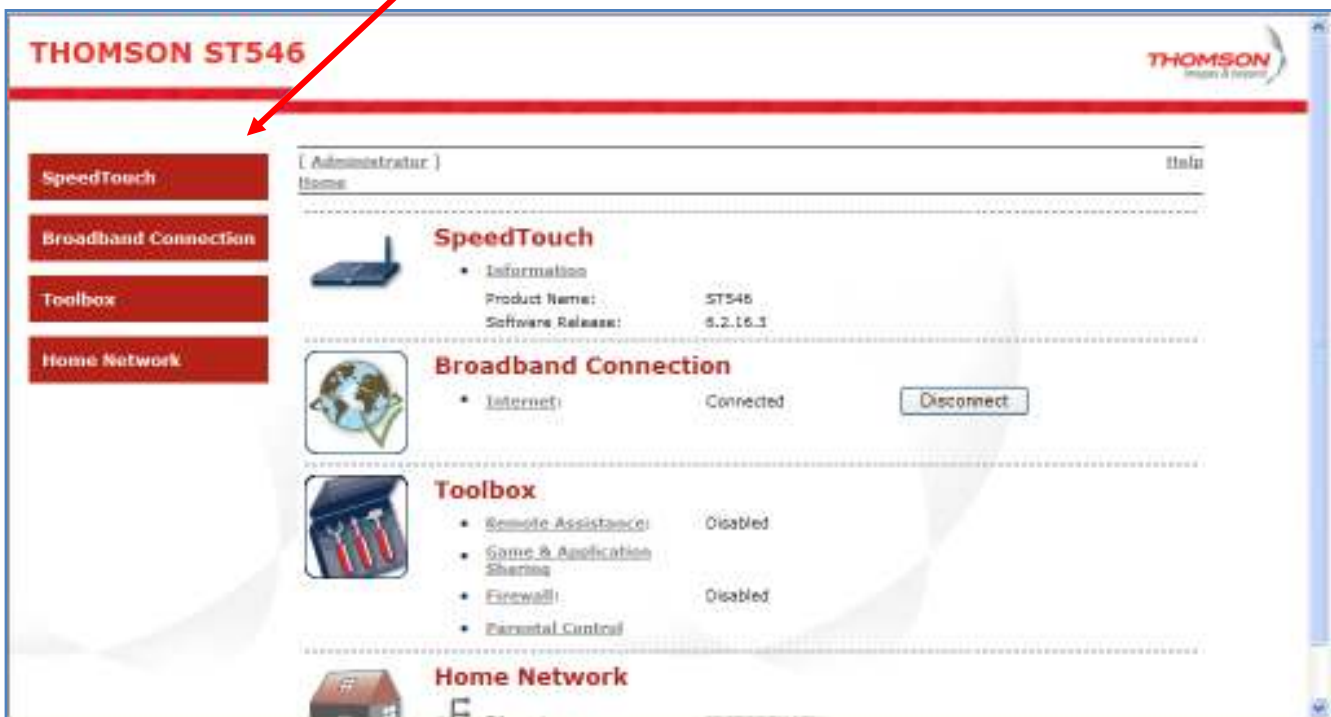 THOMSON ST546
THOMSON
images & beyond
SpeedTouch
Broadband Connection
Toolbox
Home Network
[ Administrator ]
Help
Home
SpeedTouch
Information
Product Name: ST546
Software Release: 6.2.16.3
Broadband Connection
Internet: Connected Disconnect
Toolbox
Remote Assistance: Disabled
Game & Application
Sharing
Firewall: Disabled
Parental Control
Home Network